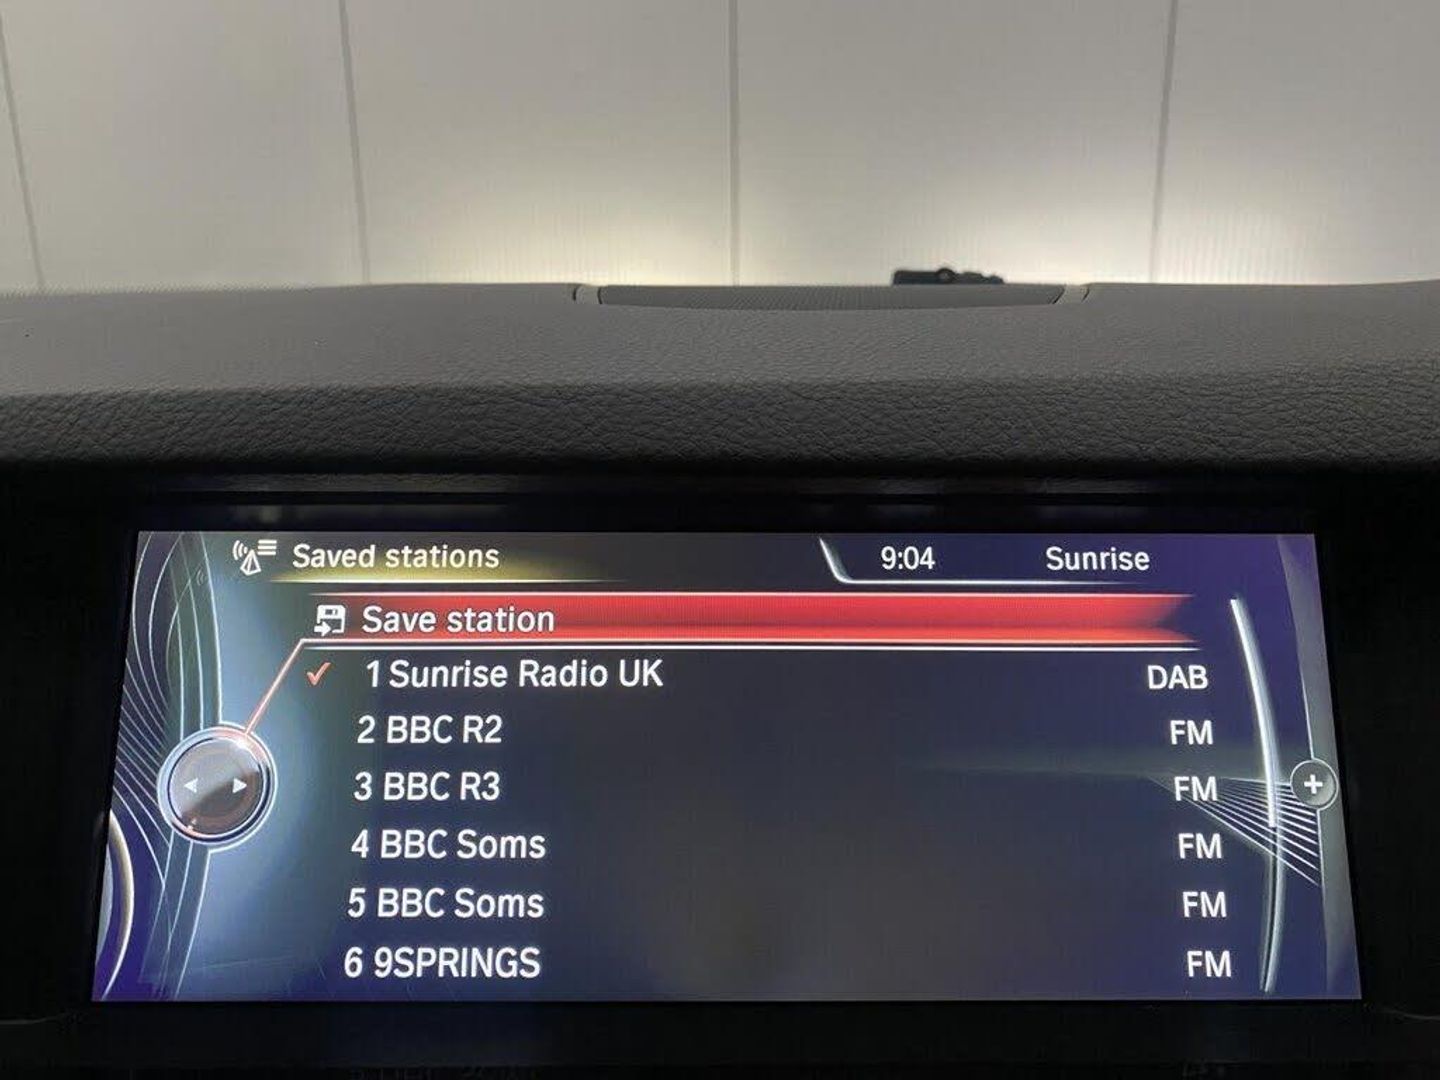 Saved stations 9:04 Sunrise
Save station
1 Sunrise Radio UK DAB
2 BBC R2 FM
3 BBC R3 FM
4 BBC Soms FM
5 BBC Soms FM
6 9SPRINGS FM